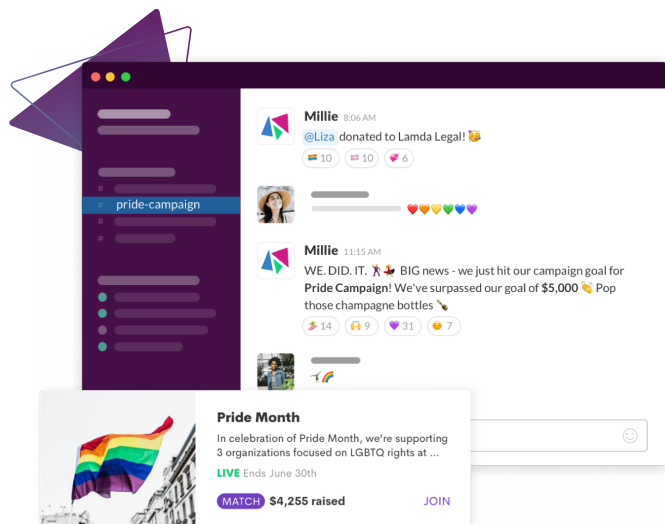 Millie 8:06 AM
@Liza donated to Lamda Legal!
10 10 6
#
# pride-campaign
#
#
Millie 11:15 AM
WE. DID. IT. BIG news - we just hit our campaign goal for
Pride Campaign! We've surpassed our goal of $5,000 Pop
those champagne bottles
14 9 31 7
Pride Month
In celebration of Pride Month, we're supporting
3 organizations focused on LGBTQ rights at ...
LIVE Ends June 30th
MATCH $4,255 raised JOIN